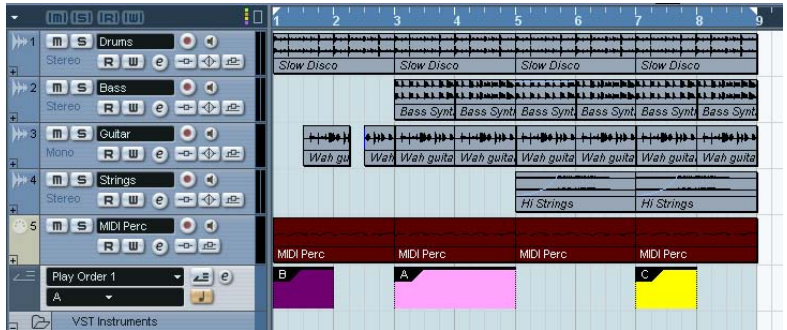 m S R W
1 2 3 4 5 6 7 8 9
1 m S Drums
Stereo R W e
Slow Disco Slow Disco Slow Disco Slow Disco
2 m S Bass
Stereo R W e
Bass Synt Bass Synt Bass Synt Bass Synt Bass Synt Bass Synt
3 m S Guitar
Mono R W e
Wah gu Wah Wah guita Wah guita Wah guita Wah guita Wah guita Wah guita
4 m S Strings
Stereo R W e
Hi Strings Hi Strings
5 m S MIDI Perc
R W e
MIDI Perc MIDI Perc MIDI Perc MIDI Perc
Play Order 1 e
B A C
A
VST Instruments